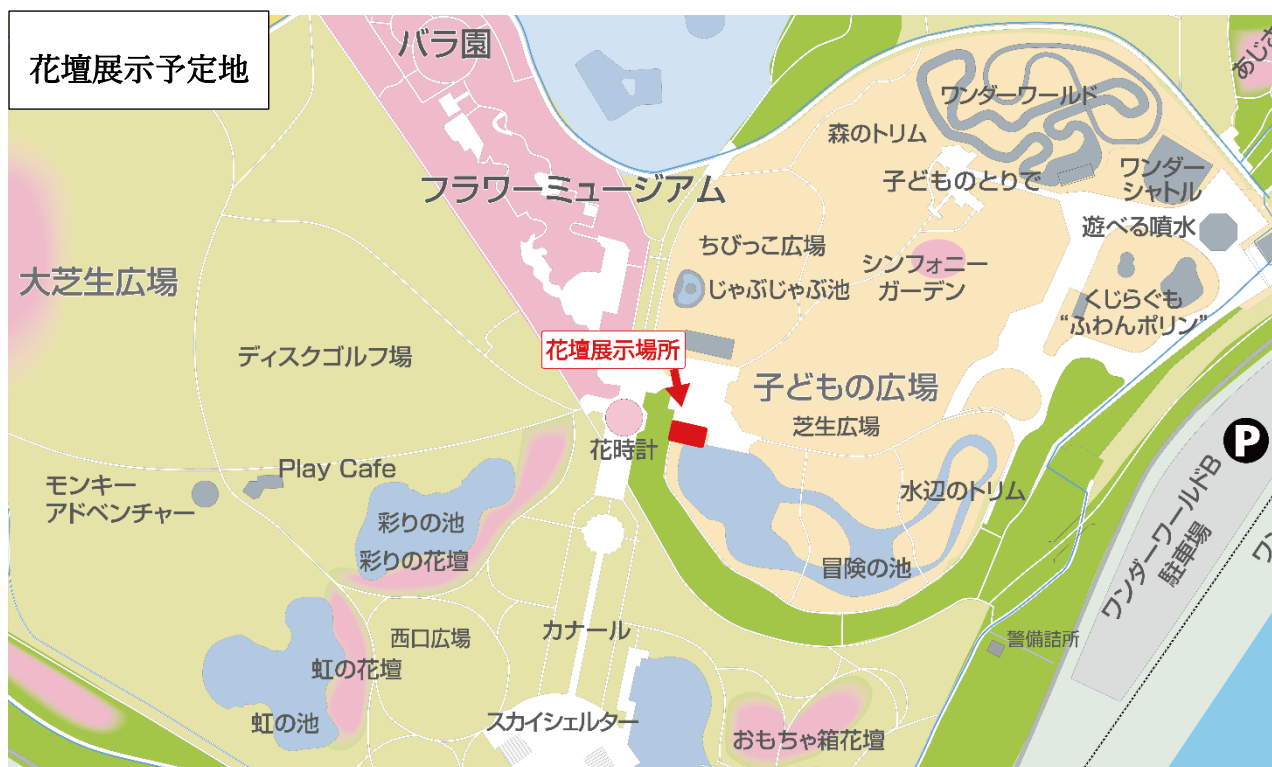 花壇展示予定地
バラ園
フラワーミュージアム
大芝生広場
ディスクゴルフ場
ワンダーワールド
森のトリム
子どものとりで
ワンダー
シャトル
遊べる噴水
ちびっこ広場
じゃぶじゃぶ池
シンフォニー
ガーデン
くじらぐも
“ふわんポリン”
花壇展示場所
子どもの広場
芝生広場
花時計
Play Cafe
モンキー
アドベンチャー
彩りの池
彩りの花壇
水辺のトリム
冒険の池
P
ワンダーワールドB
駐車場
西口広場
カナール
虹の花壇
虹の池
スカイシェルター
おもちゃ箱花壇
警備詰所
あじさ
ワン